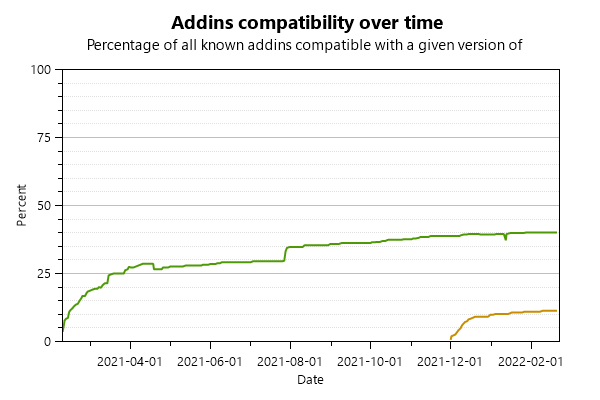 Addins compatibility over time
Percentage of all known addins compatible with a given version of
100
75
50
25
0
Percent
2021-04-01 2021-06-01 2021-08-01 2021-10-01 2021-12-01 2022-02-01
Date